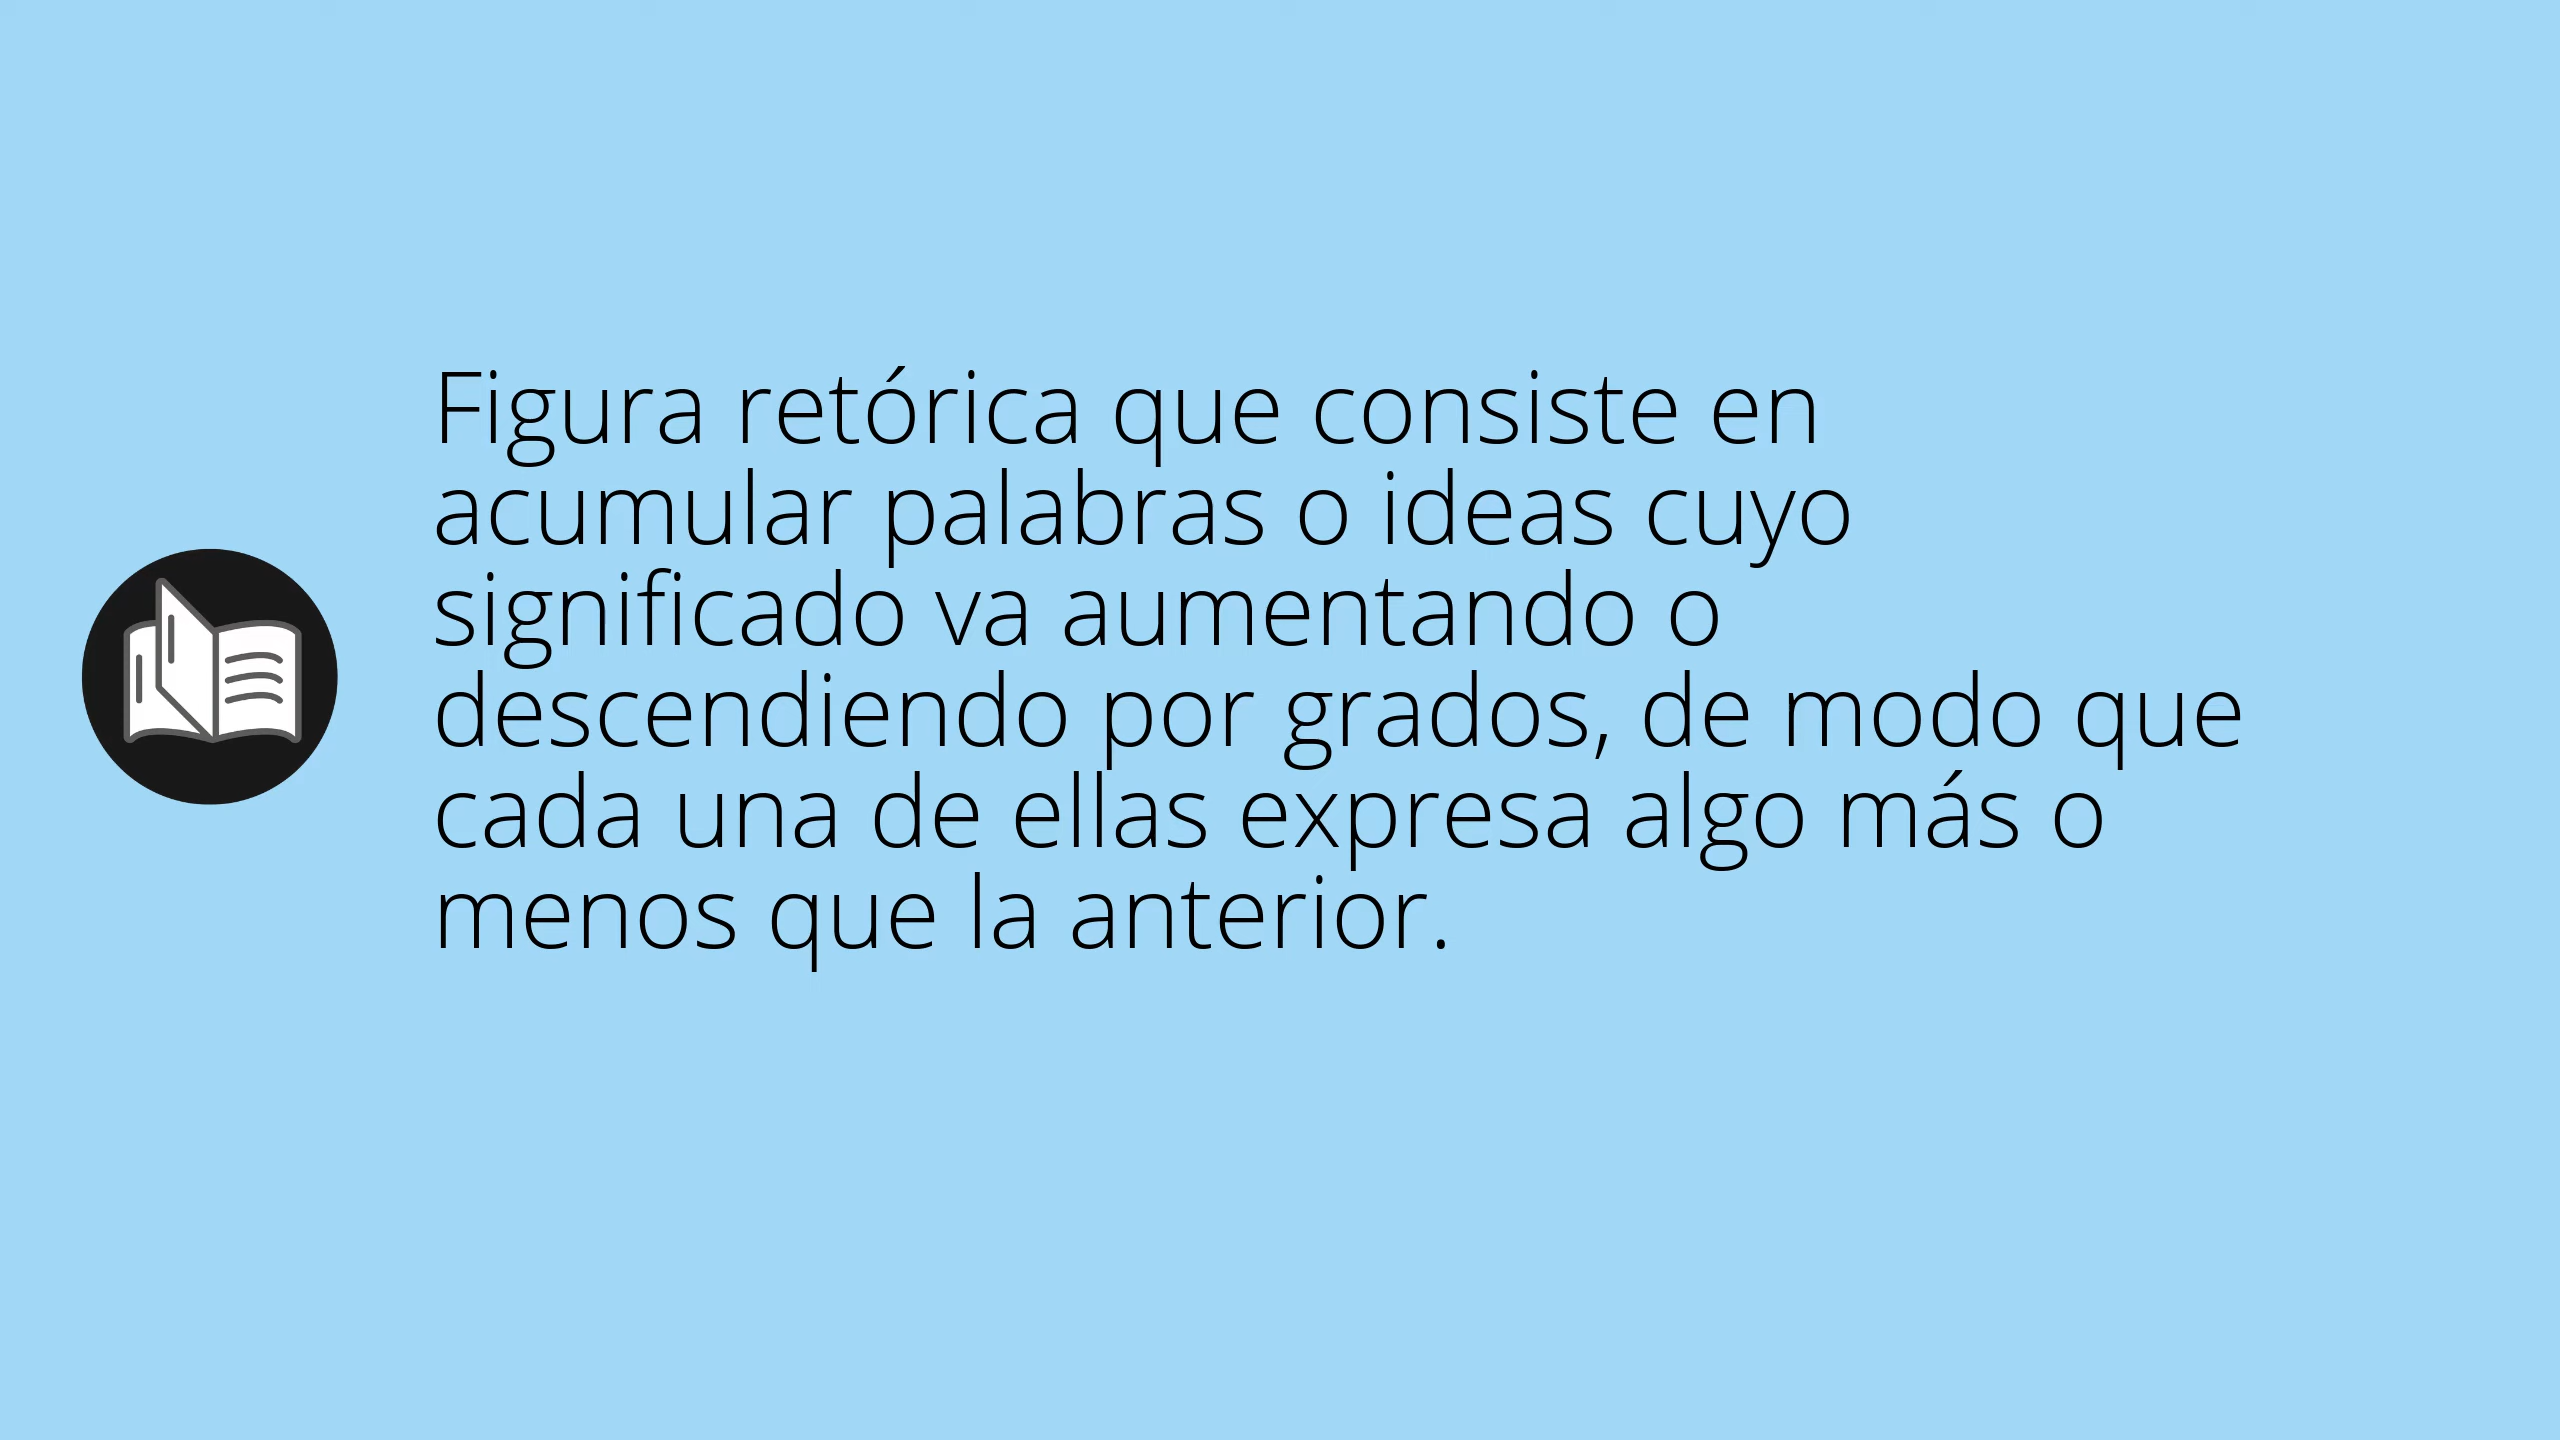 Figura retórica que consiste en
acumular palabras o ideas cuyo
significado va aumentando o
descendiendo por grados, de modo que
cada una de ellas expresa algo más o
menos que la anterior.